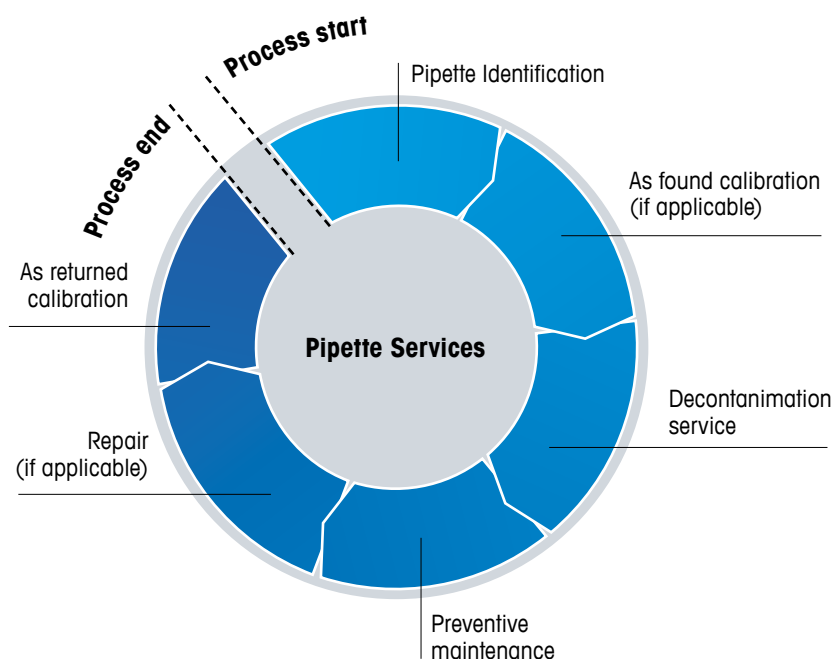 Process start
Pipette Identification
As found calibration
(if applicable)
Decontanimation
service
Preventive
maintenance
Repair
(if applicable)
As returned
calibration
Process end
Pipette Services